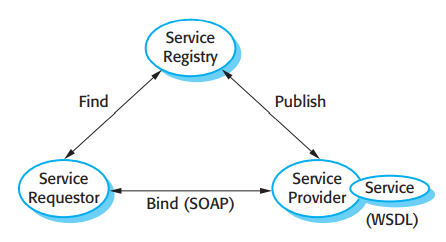 Service
Registry
Find
Publish
Service
Requestor
Bind (SOAP)
Service
Provider
Service
(WSDL)